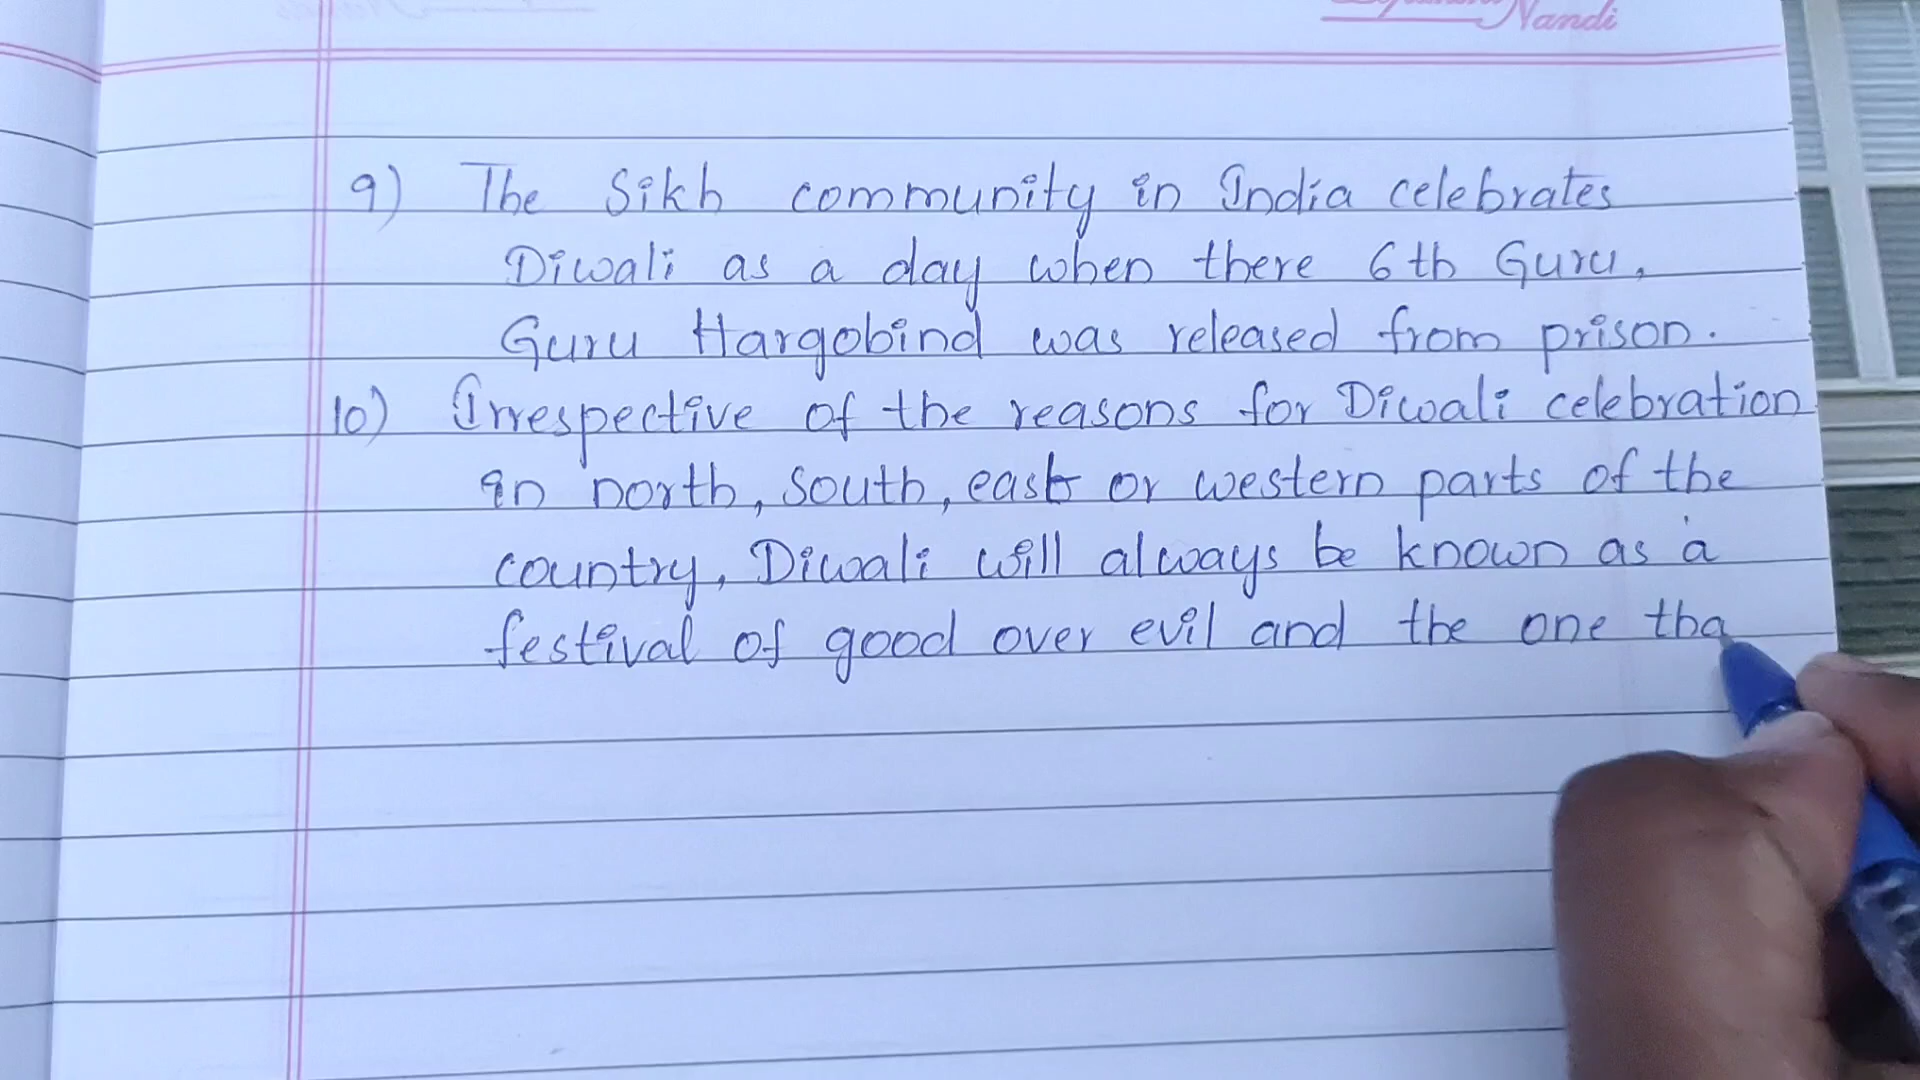 Nandi
9) The Sikh community in India celebrates
Diwali as a day when there 6th Guru,
Guru Hargobind was released from prison.
10) Irrespective of the reasons for Diwali celebration
in north, south, east or western parts of the
country, Diwali will always be known as a
festival of good over evil and the one tha